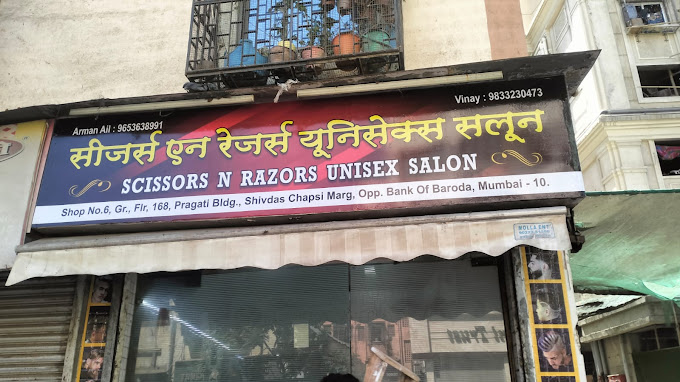 Arman Ail : 9653638991
Vinay : 9833230473
सीजर्स एन रेजर्स यूनिसेक्स सलून
SCISSORS N RAZORS UNISEX SALON
Shop No.6, Gr., Flr, 168, Pragati Bldg., Shivdas Chapsi Marg, Opp. Bank Of Baroda, Mumbai - 10.